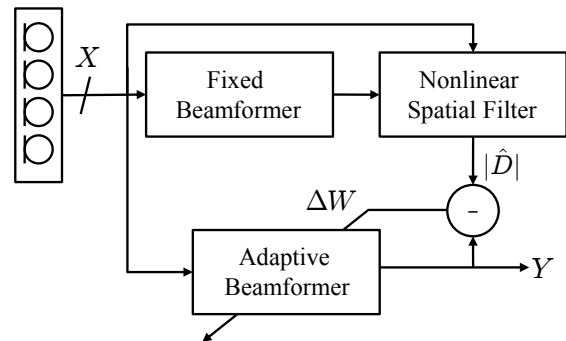 X
Fixed
Beamformer
Nonlinear
Spatial Filter
|D̂|
ΔW
-
Adaptive
Beamformer
Y